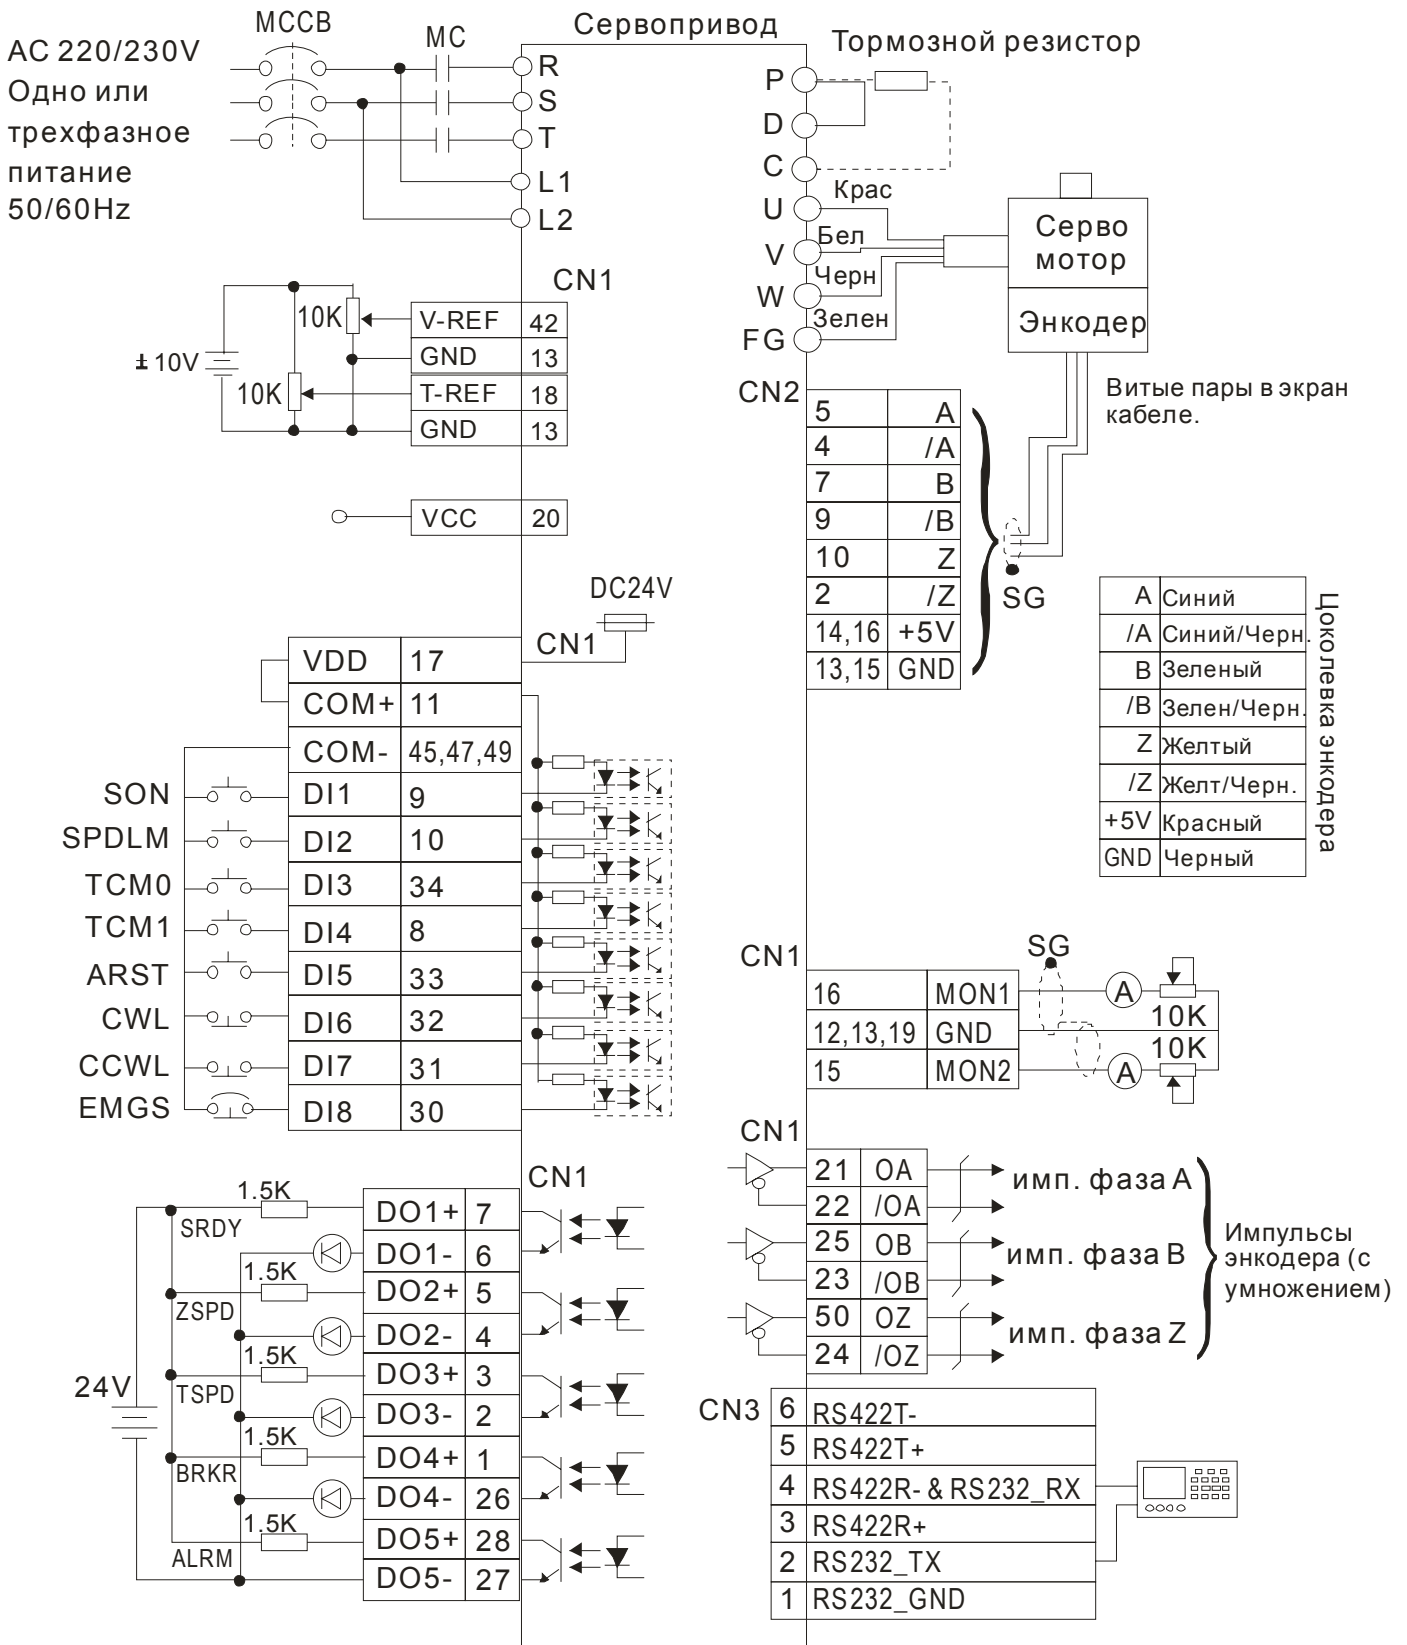 MCCB
MC
Сервопривод
Тормозной резистор
AC 220/230V
Одно или
трехфазное
питание
50/60Hz
R
S
T
L1
L2
P
D
C
U
V
W
FG
Крас
Бел
Черн
Зелен
Серво
мотор
Энкодер
Витые пары в экран
кабеле.
CN1
10K
10K
± 10V
V-REF 42
GND 13
T-REF 18
GND 13
VCC 20
CN2
5 A
4 /A
7 B
9 /B
10 Z
2 /Z
14,16 +5V
13,15 GND
SG
A Синий
/A Синий/Черн.
B Зеленый
/B Зелен/Черн.
Z Желтый
/Z Желт/Черн.
+5V Красный
GND Черный
Цоколевка энкодера
DC24V
CN1
VDD 17
COM+ 11
COM- 45,47,49
SON DI1 9
SPDLM DI2 10
TCM0 DI3 34
TCM1 DI4 8
ARST DI5 33
CWL DI6 32
CCWL DI7 31
EMGS DI8 30
CN1
SG
16 MON1
12,13,19 GND
15 MON2
A
10K
10K
A
CN1
21 OA
22 /OA
25 OB
23 /OB
50 OZ
24 /OZ
имп. фаза A
имп. фаза B
имп. фаза Z
Импульсы
энкодера (с
умножением)
CN1
24V
1.5K
SRDY
DO1+ 7
DO1- 6
1.5K
ZSPD
DO2+ 5
DO2- 4
1.5K
TSPD
DO3+ 3
DO3- 2
1.5K
BRKR
DO4+ 1
DO4- 26
1.5K
ALRM
DO5+ 28
DO5- 27
CN3
6 RS422T-
5 RS422T+
4 RS422R- & RS232_RX
3 RS422R+
2 RS232_TX
1 RS232_GND